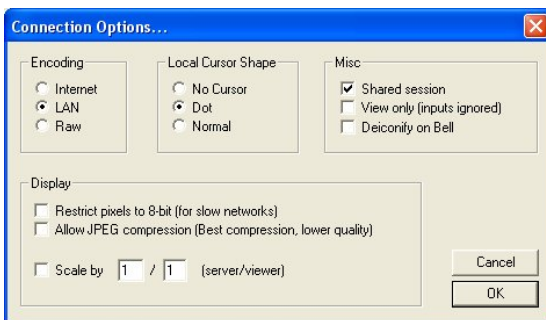 Connection Options...
Encoding
Internet
LAN
Raw
Local Cursor Shape
No Cursor
Dot
Normal
Misc
Shared session
View only (inputs ignored)
Deiconify on Bell
Display
Restrict pixels to 8-bit (for slow networks)
Allow JPEG compression (Best compression, lower quality)
Scale by 1 / 1 (server/viewer)
Cancel
OK